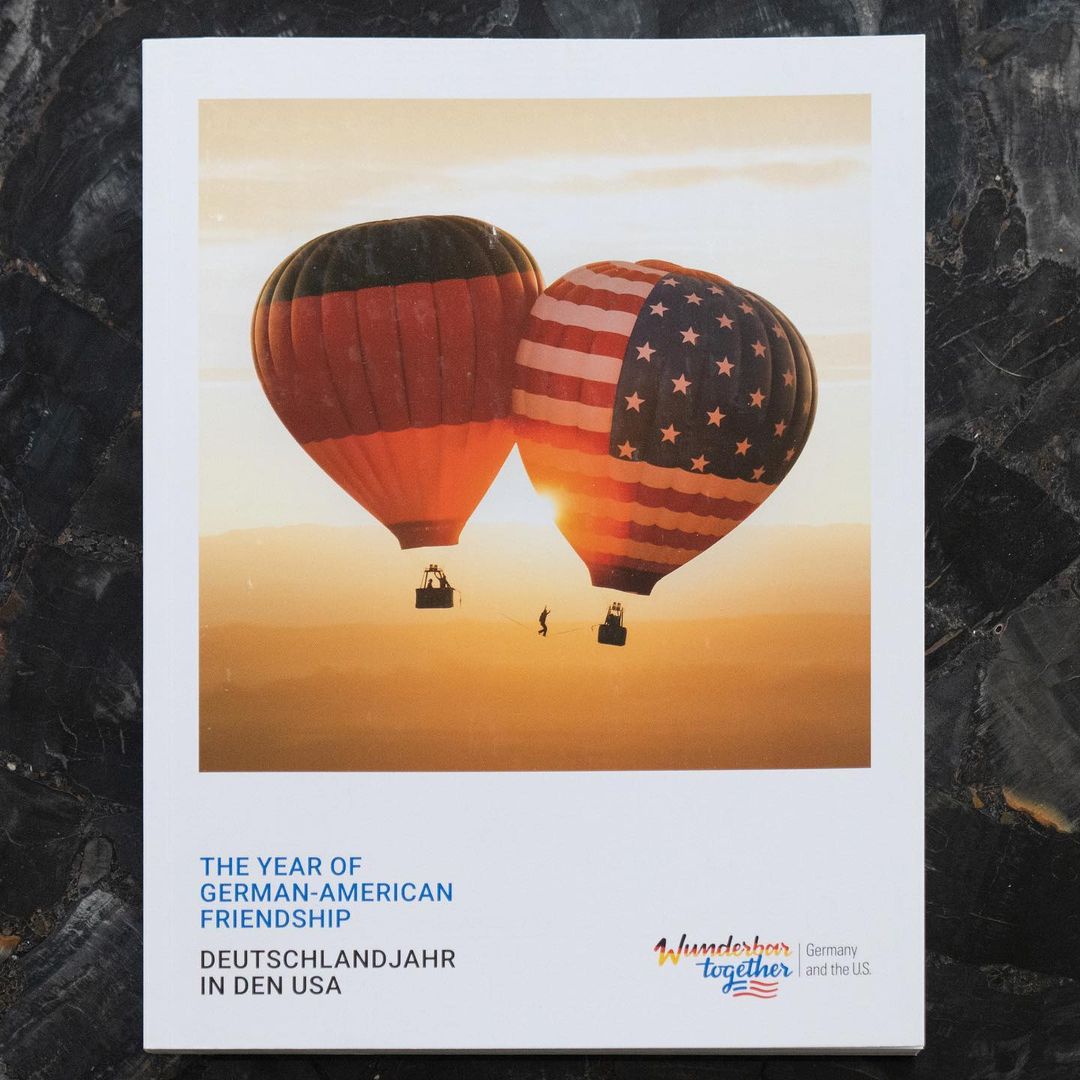 THE YEAR OF
GERMAN-AMERICAN
FRIENDSHIP
DEUTSCHLANDJAHR
IN DEN USA
Wunderbar
together
Germany
and the U.S.